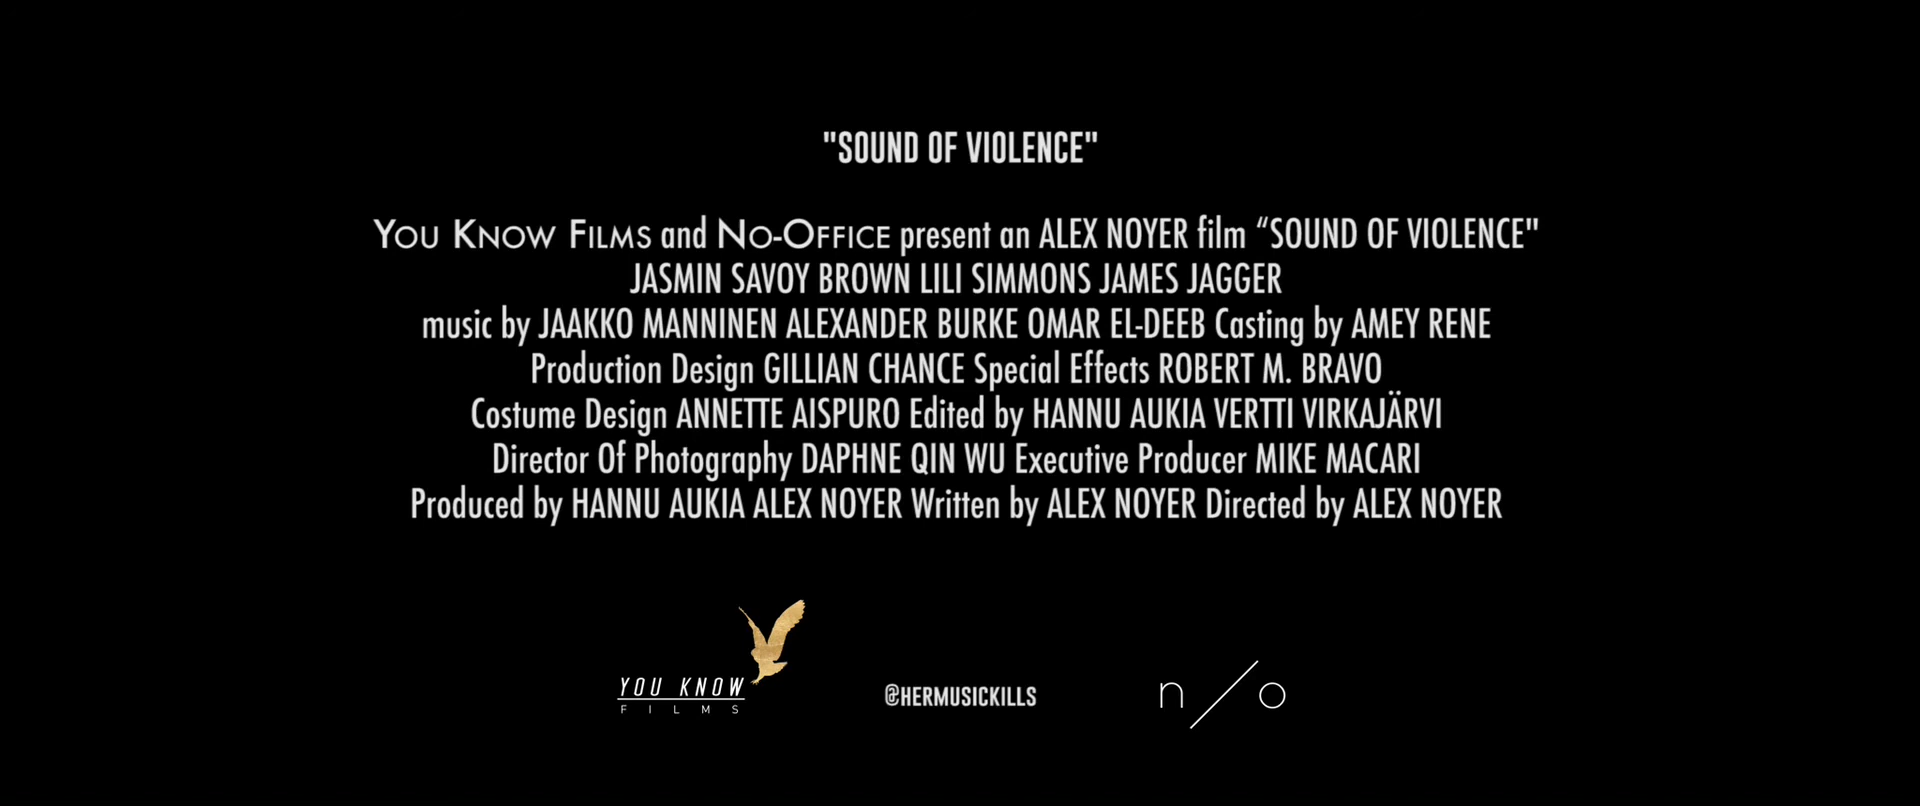 "SOUND OF VIOLENCE"
YOU KNOW FILMS and NO-OFFICE present an ALEX NOYER film “SOUND OF VIOLENCE"
JASMIN SAVOY BROWN LILI SIMMONS JAMES JAGGER
music by JAAKKO MANNINEN ALEXANDER BURKE OMAR EL-DEEB Casting by AMEY RENE
Production Design GILLIAN CHANCE Special Effects ROBERT M. BRAVO
Costume Design ANNETTE AISPURO Edited by HANNU AUKIA VERTTI VIRKAJÄRVI
Director Of Photography DAPHNE QIN WU Executive Producer MIKE MACARI
Produced by HANNU AUKIA ALEX NOYER Written by ALEX NOYER Directed by ALEX NOYER
YOU KNOW
FILMS
@HERMUSICKILLS
n/o